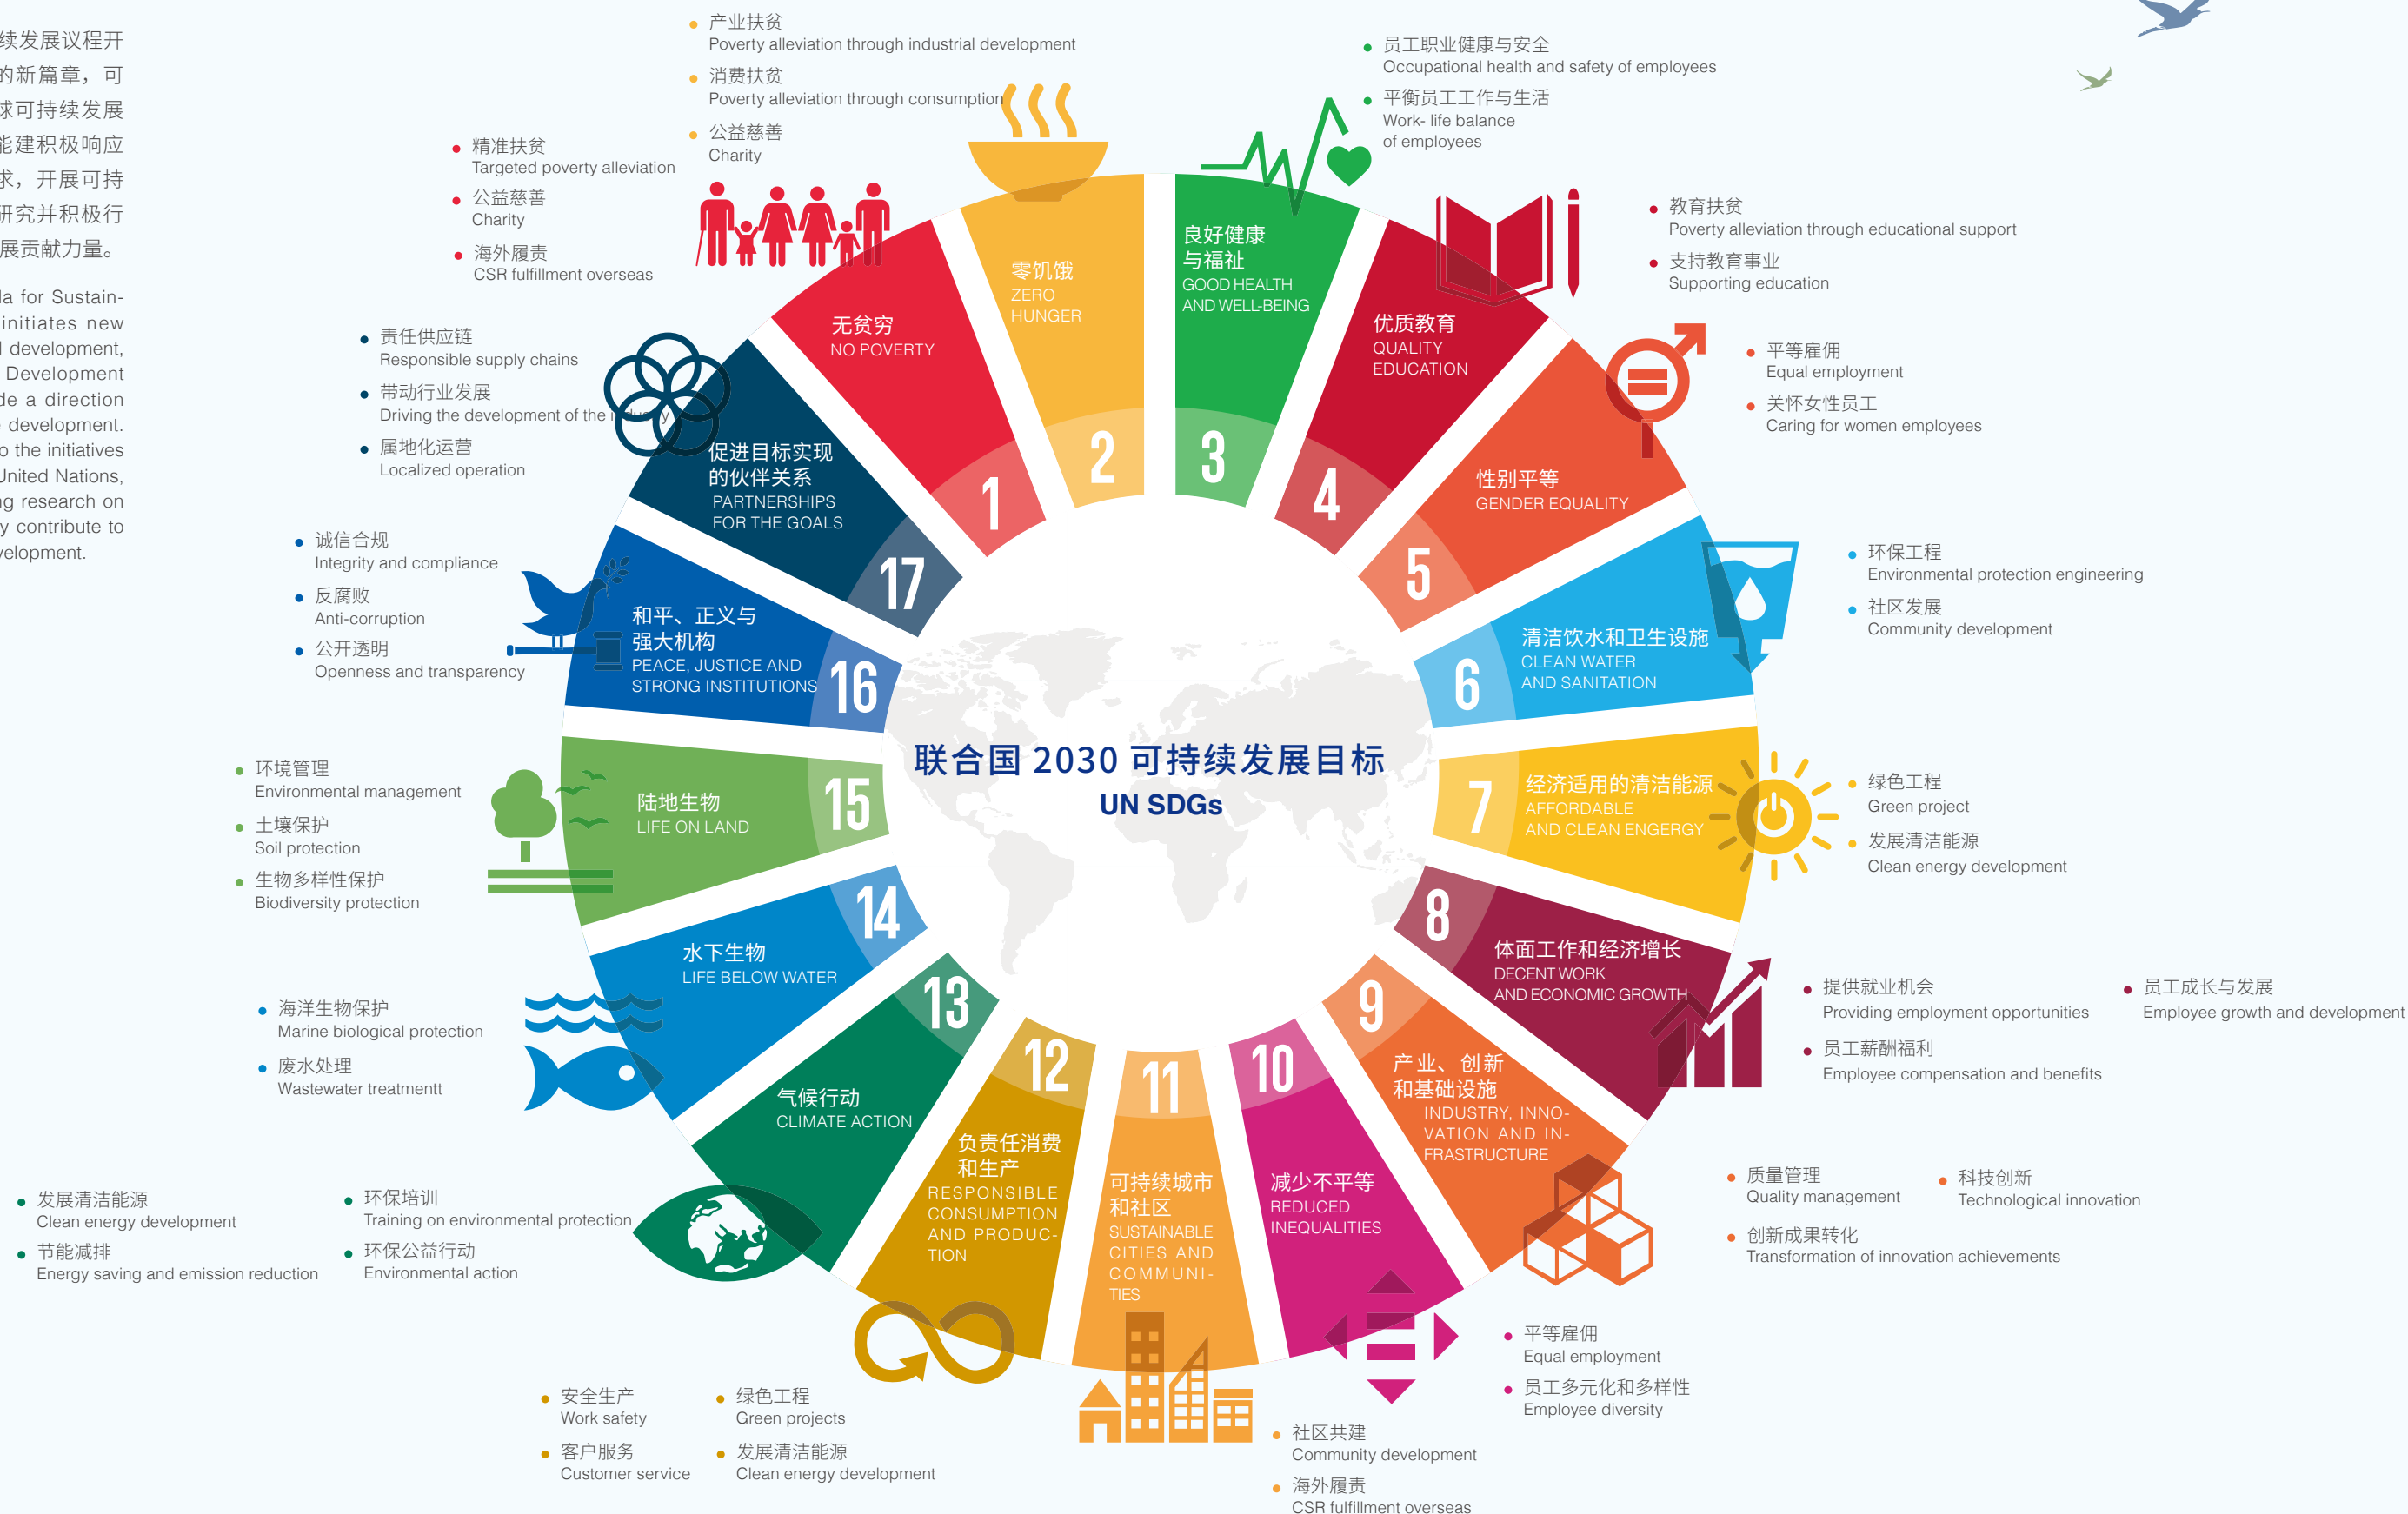 续发展议程开
的新篇章，可
球可持续发展
能建积极响应
求，开展可持
研究并积极行
展贡献力量。
da for Sustain-
initiates new
l development,
Development
de a direction
development.
o the initiatives
United Nations,
ng research on
y contribute to
velopment.
产业扶贫
Poverty alleviation through industrial development
消费扶贫
Poverty alleviation through consumption
公益慈善
Charity
精准扶贫
Targeted poverty alleviation
公益慈善
Charity
海外履责
CSR fulfillment overseas
责任供应链
Responsible supply chains
带动行业发展
Driving the development of the industry
属地化运营
Localized operation
诚信合规
Integrity and compliance
反腐败
Anti-corruption
公开透明
Openness and transparency
环境管理
Environmental management
土壤保护
Soil protection
生物多样性保护
Biodiversity protection
海洋生物保护
Marine biological protection
废水处理
Wastewater treatmentt
发展清洁能源
Clean energy development
节能减排
Energy saving and emission reduction
环保培训
Training on environmental protection
环保公益行动
Environmental action
安全生产
Work safety
客户服务
Customer service
绿色工程
Green projects
发展清洁能源
Clean energy development
社区共建
Community development
海外履责
CSR fulfillment overseas
平等雇佣
Equal employment
员工多元化和多样性
Employee diversity
质量管理
Quality management
科技创新
Technological innovation
创新成果转化
Transformation of innovation achievements
提供就业机会
Providing employment opportunities
员工成长与发展
Employee growth and development
员工薪酬福利
Employee compensation and benefits
绿色工程
Green project
发展清洁能源
Clean energy development
环保工程
Environmental protection engineering
社区发展
Community development
平等雇佣
Equal employment
关怀女性员工
Caring for women employees
教育扶贫
Poverty alleviation through educational support
支持教育事业
Supporting education
员工职业健康与安全
Occupational health and safety of employees
平衡员工工作与生活
Work- life balance
of employees
无贫穷
NO POVERTY
1
零饥饿
ZERO
HUNGER
2
良好健康
与福祉
GOOD HEALTH
AND WELL-BEING
3
优质教育
QUALITY
EDUCATION
4
性别平等
GENDER EQUALITY
5
清洁饮水和卫生设施
CLEAN WATER
AND SANITATION
6
经济适用的清洁能源
AFFORDABLE
AND CLEAN ENGERGY
7
体面工作和经济增长
DECENT WORK
AND ECONOMIC GROWTH
8
产业、创新
和基础设施
INDUSTRY, INNO-
VATION AND IN-
FRASTRUCTURE
9
减少不平等
REDUCED
INEQUALITIES
10
可持续城市
和社区
SUSTAINABLE
CITIES AND
COMMUNI-
TIES
11
负责任消费
和生产
RESPONSIBLE
CONSUMPTION
AND PRODUC-
TION
12
气候行动
CLIMATE ACTION
13
水下生物
LIFE BELOW WATER
14
陆地生物
LIFE ON LAND
15
和平、正义与
强大机构
PEACE, JUSTICE AND
STRONG INSTITUTIONS
16
促进目标实现
的伙伴关系
PARTNERSHIPS
FOR THE GOALS
17
联合国 2030 可持续发展目标
UN SDGs